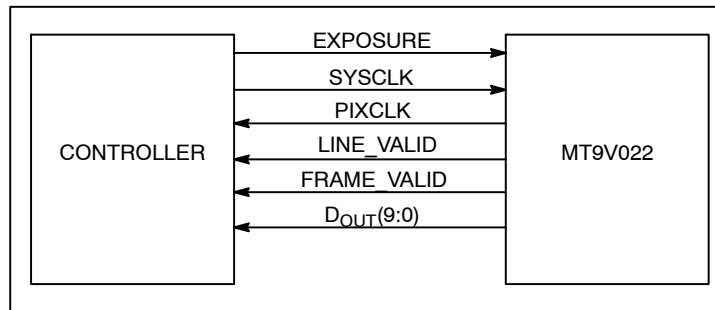 EXPOSURE
SYSCLK
PIXCLK
CONTROLLER
LINE_VALID
MT9V022
FRAME_VALID
DOUT(9:0)